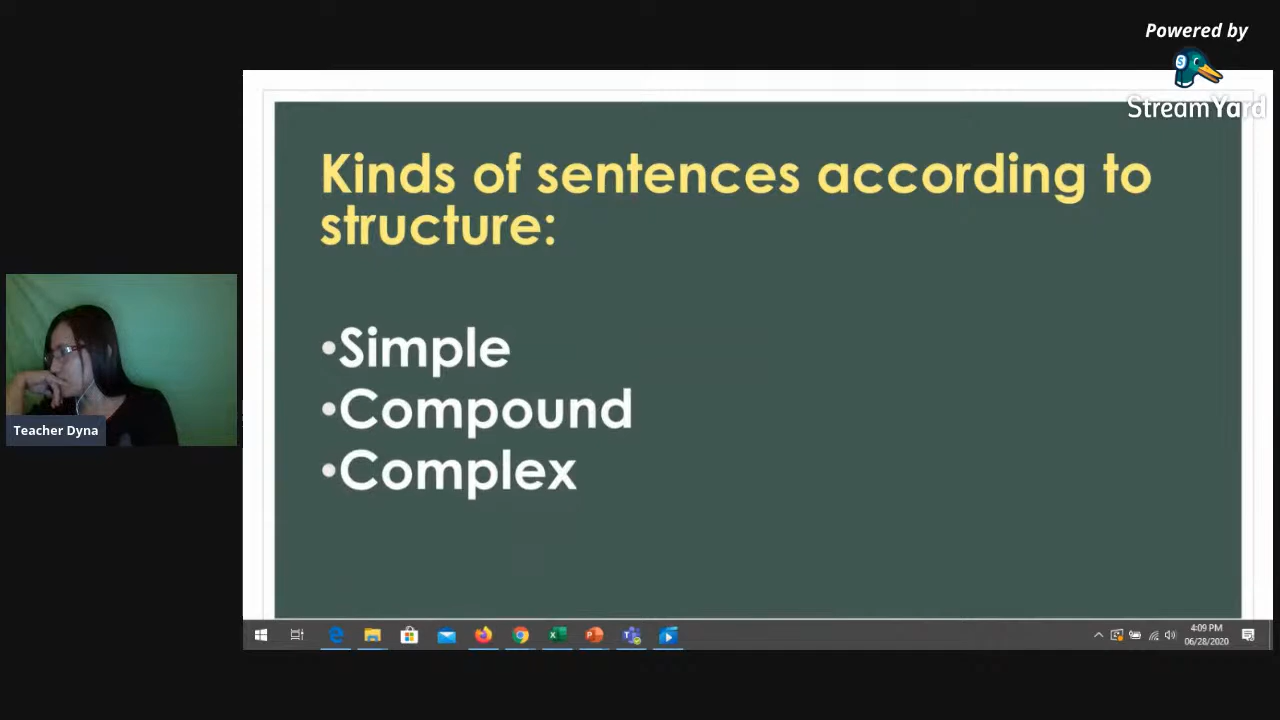 Powered by
StreamYard
Kinds of sentences according to
structure:
•Simple
•Compound
•Complex
Teacher Dyna
4:09 PM
06/28/2020